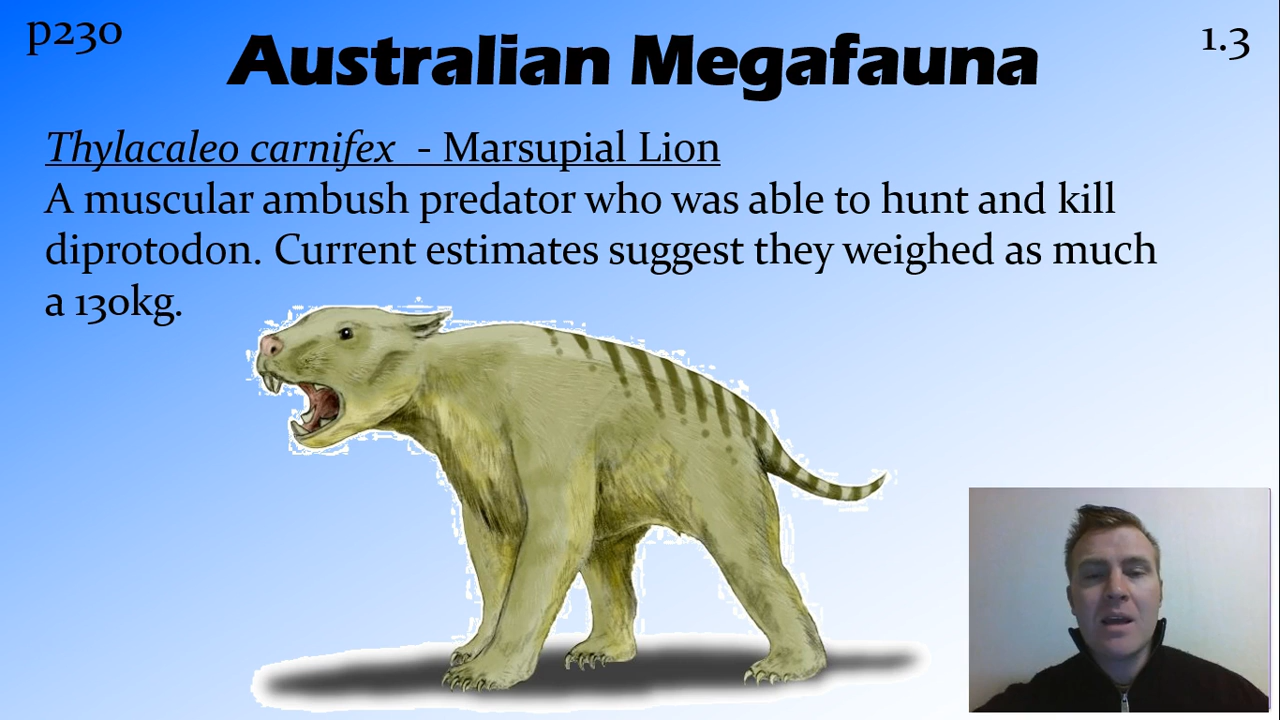 p230
Australian Megafauna
1.3
Thylacaleo carnifex - Marsupial Lion
A muscular ambush predator who was able to hunt and kill
diprotodon. Current estimates suggest they weighed as much
a 130kg.